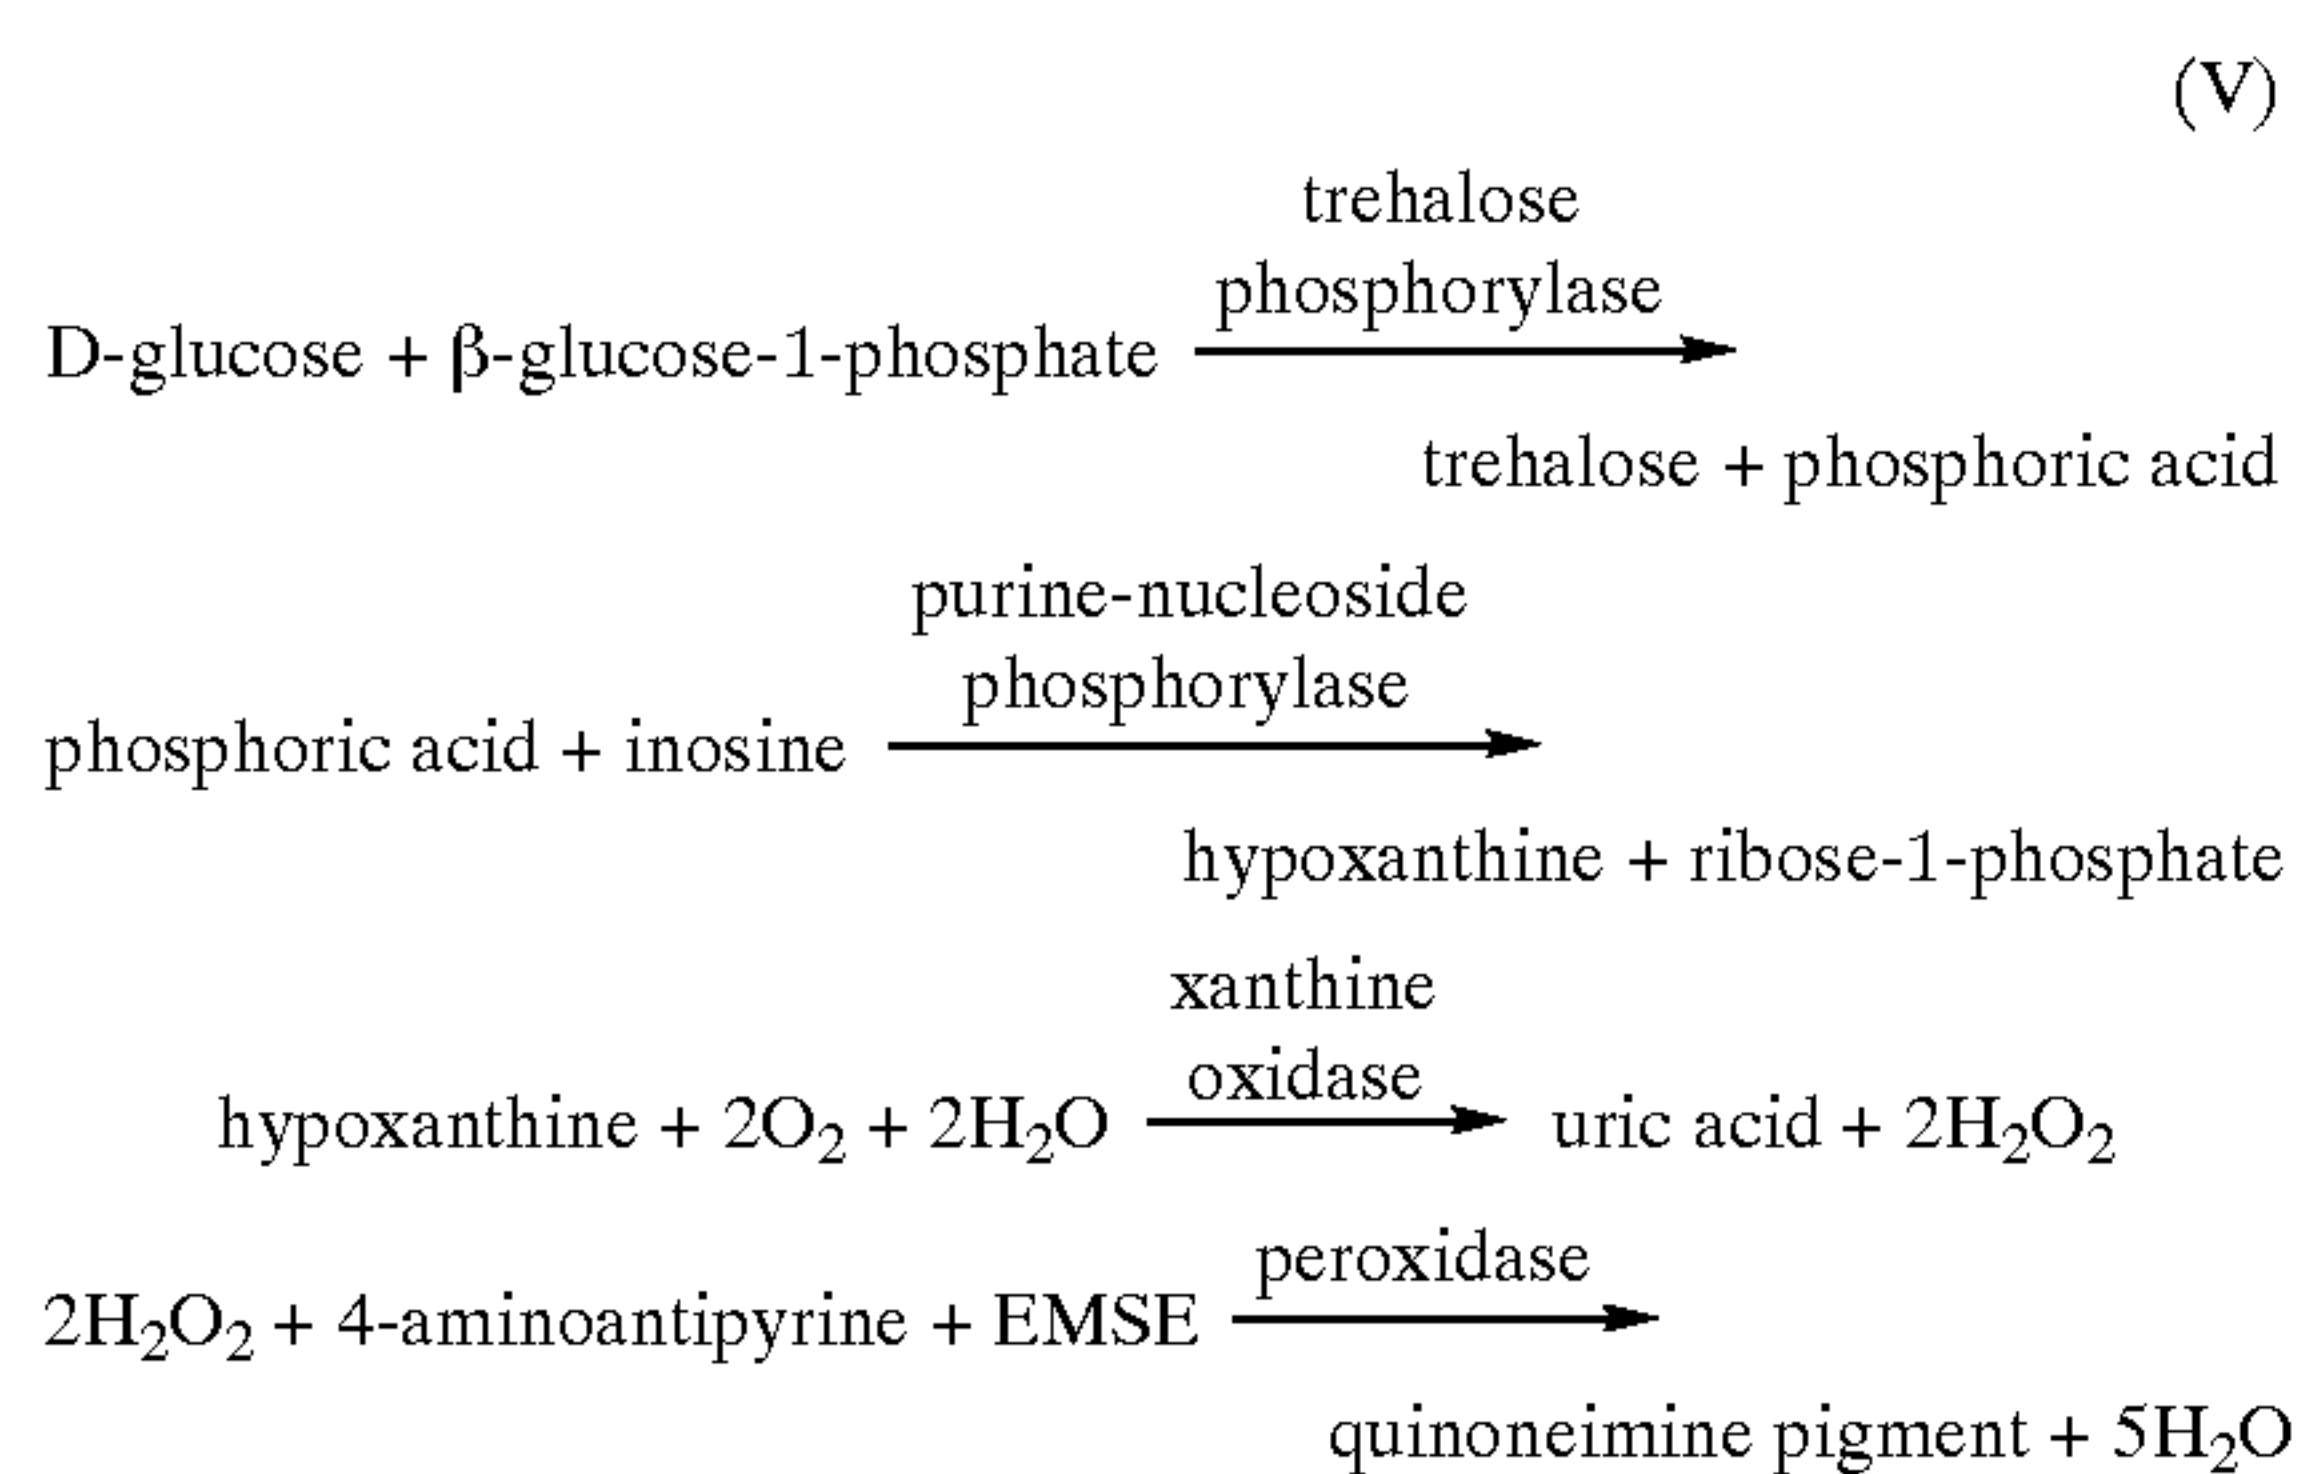 (V)
trehalose
phosphorylase
D-glucose + β-glucose-1-phosphate
trehalose + phosphoric acid
purine-nucleoside
phosphorylase
phosphoric acid + inosine
hypoxanthine + ribose-1-phosphate
xanthine
oxidase
hypoxanthine + 2O₂ + 2H₂O ⟶ uric acid + 2H₂O₂
peroxidase
2H₂O₂ + 4-aminoantipyrine + EMSE
quinoneimine pigment + 5H₂O